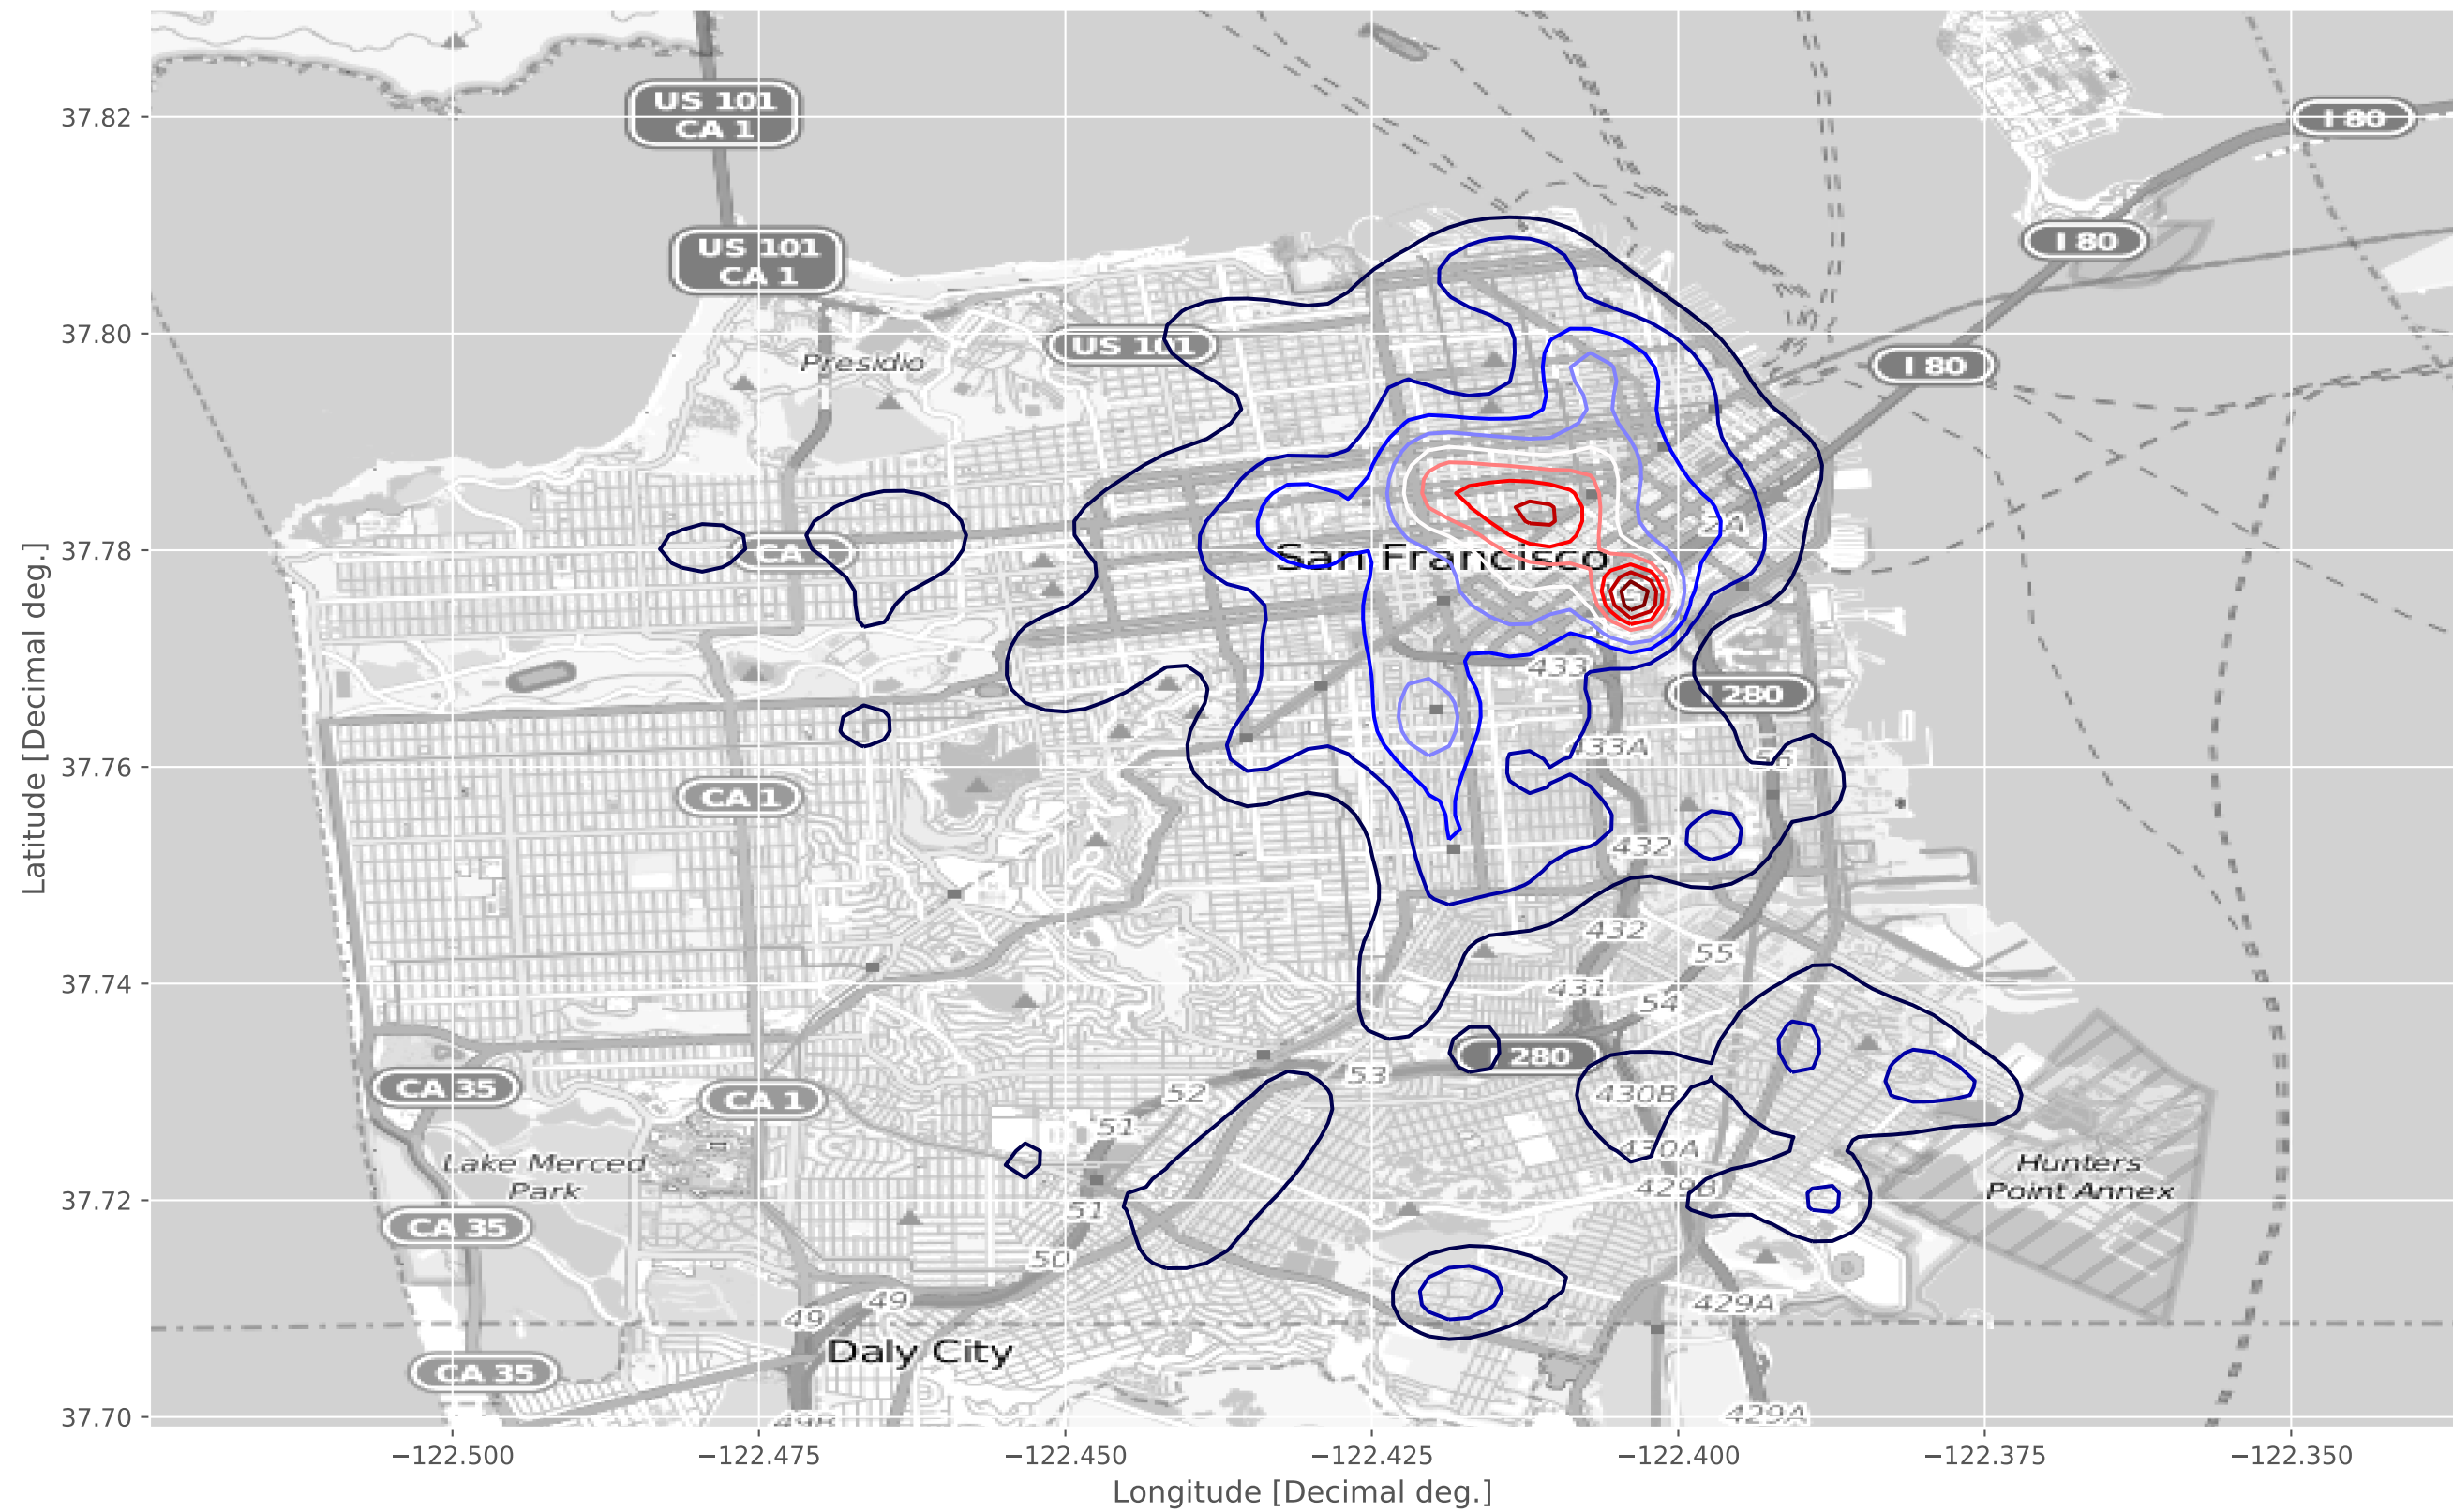 US 101
CA 1
I 80
37.82
I 80
US 101
CA 1
37.80
US 101
Presidio
I 80
7A
37.78
CA
San Francisco
433
280
37.76
433A
56
CA 1
432
432
55
37.74
431
54
280
53
CA 35
52
430B
CA 1
51
430A
Lake Merced
Park
Hunters
Point Annex
429B
37.72
51
CA 35
50
49
49
429A
Daly City
CA 35
37.70
49B
429A
−122.500
−122.475
−122.450
−122.425
−122.400
−122.375
−122.350
Longitude [Decimal deg.]
Latitude [Decimal deg.]